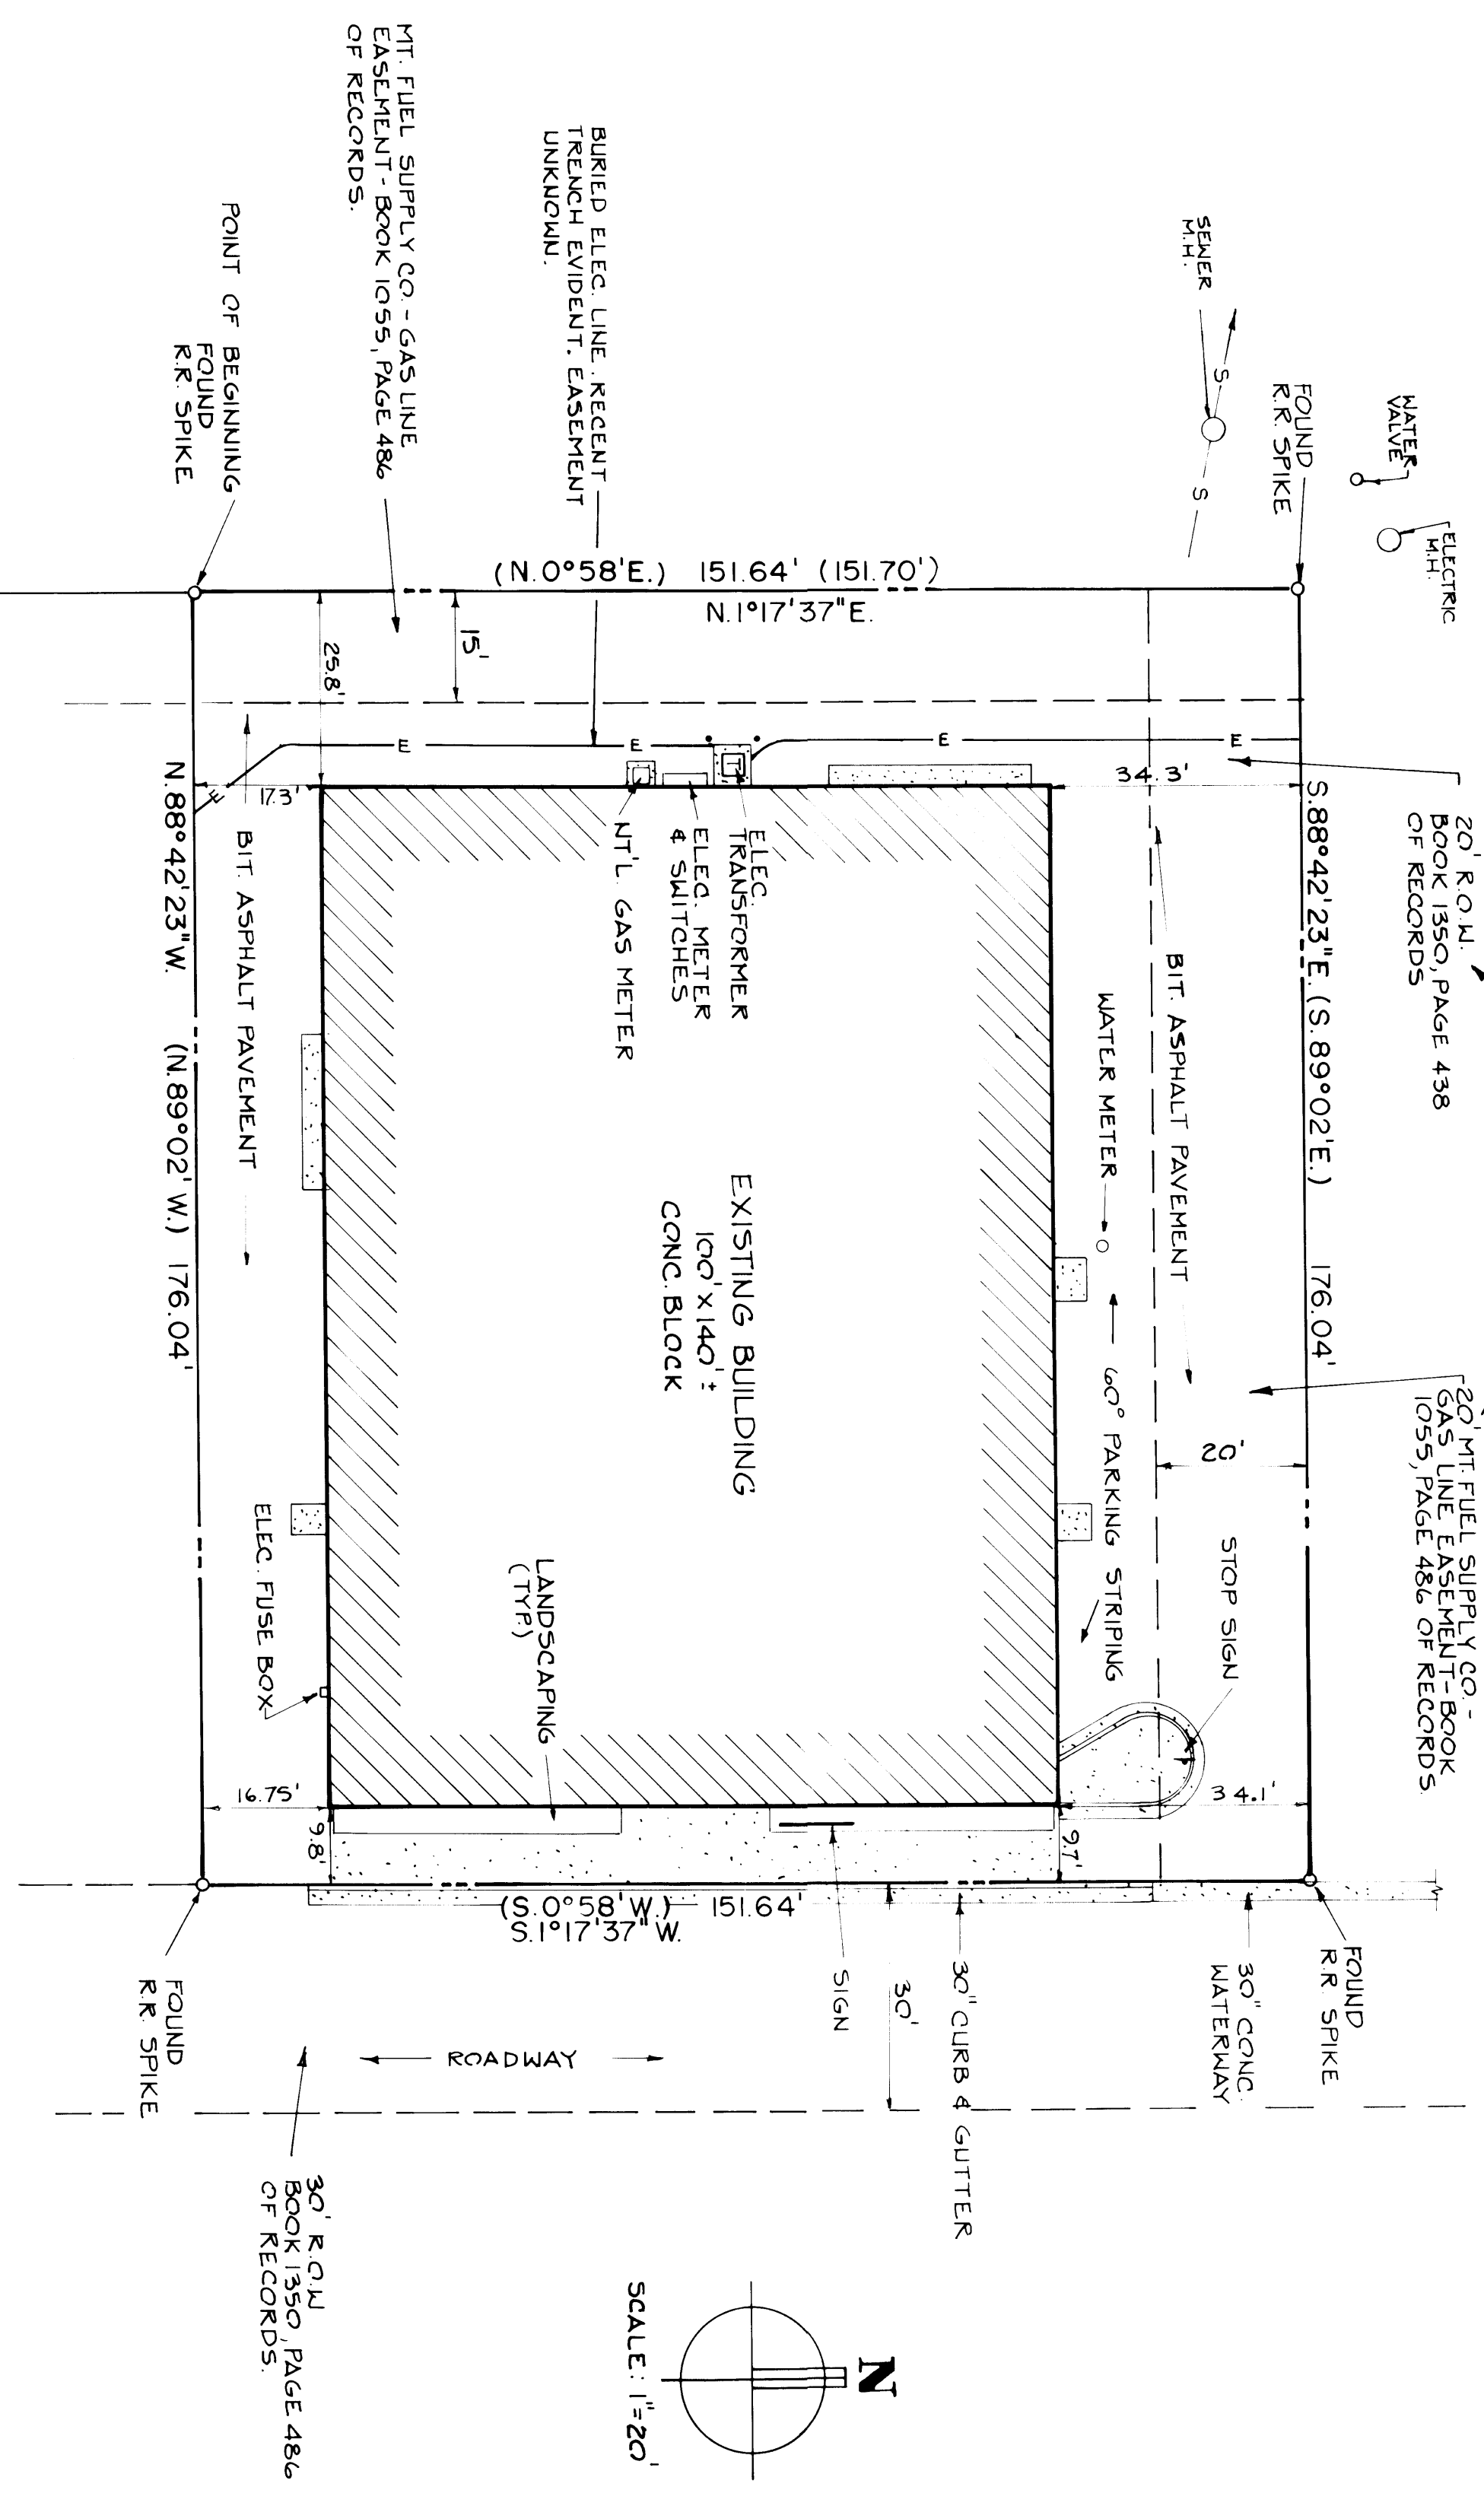 WATER
VALVE
ELECTRIC
M.H.
FOUND
R.R. SPIKE
SEWER
M.H.
S
S
BURIED ELEC. LINE. RECENT
TRENCH EVIDENT. EASEMENT
UNKNOWN.
MT. FUEL SUPPLY CO.-GAS LINE
EASEMENT-BOOK 1055, PAGE 486
OF RECORDS.
POINT OF BEGINNING
FOUND
R.R. SPIKE
(N.0°58'E.) 151.64' (151.70')
N.1°17'37"E.
15'
25.8'
E
E
E
E
E
34.3'
17.3'
20' R.O.W.
BOOK 1350, PAGE 438
OF RECORDS
S.88°42'23"E. (S.89°02'E.) 176.04'
20' MT. FUEL SUPPLY CO.-
GAS LINE EASEMENT-BOOK
1055, PAGE 486 OF RECORDS.
BIT. ASPHALT PAVEMENT
20'
WATER METER
60° PARKING STRIPING
STOP SIGN
T
ELEC.
TRANSFORMER
ELEC. METER
& SWITCHES
NT'L. GAS METER
EXISTING BUILDING
100' X 140' ±
CONC. BLOCK
LANDSCAPING
(TYP.)
BIT. ASPHALT PAVEMENT
ELEC. FUSE BOX
N.88°42'23"W. (N.89°02'W.) 176.04'
34.1'
16.75'
9.7'
9.8'
(S.0°58'W.) 151.64'
S.1°17'37"W.
FOUND
R.R. SPIKE
30" CONC.
WATERWAY
30" CURB & GUTTER
30'
SIGN
ROADWAY
FOUND
R.R. SPIKE
30' R.O.W
BOOK 1350, PAGE 486
OF RECORDS.
N
SCALE: 1"=20'